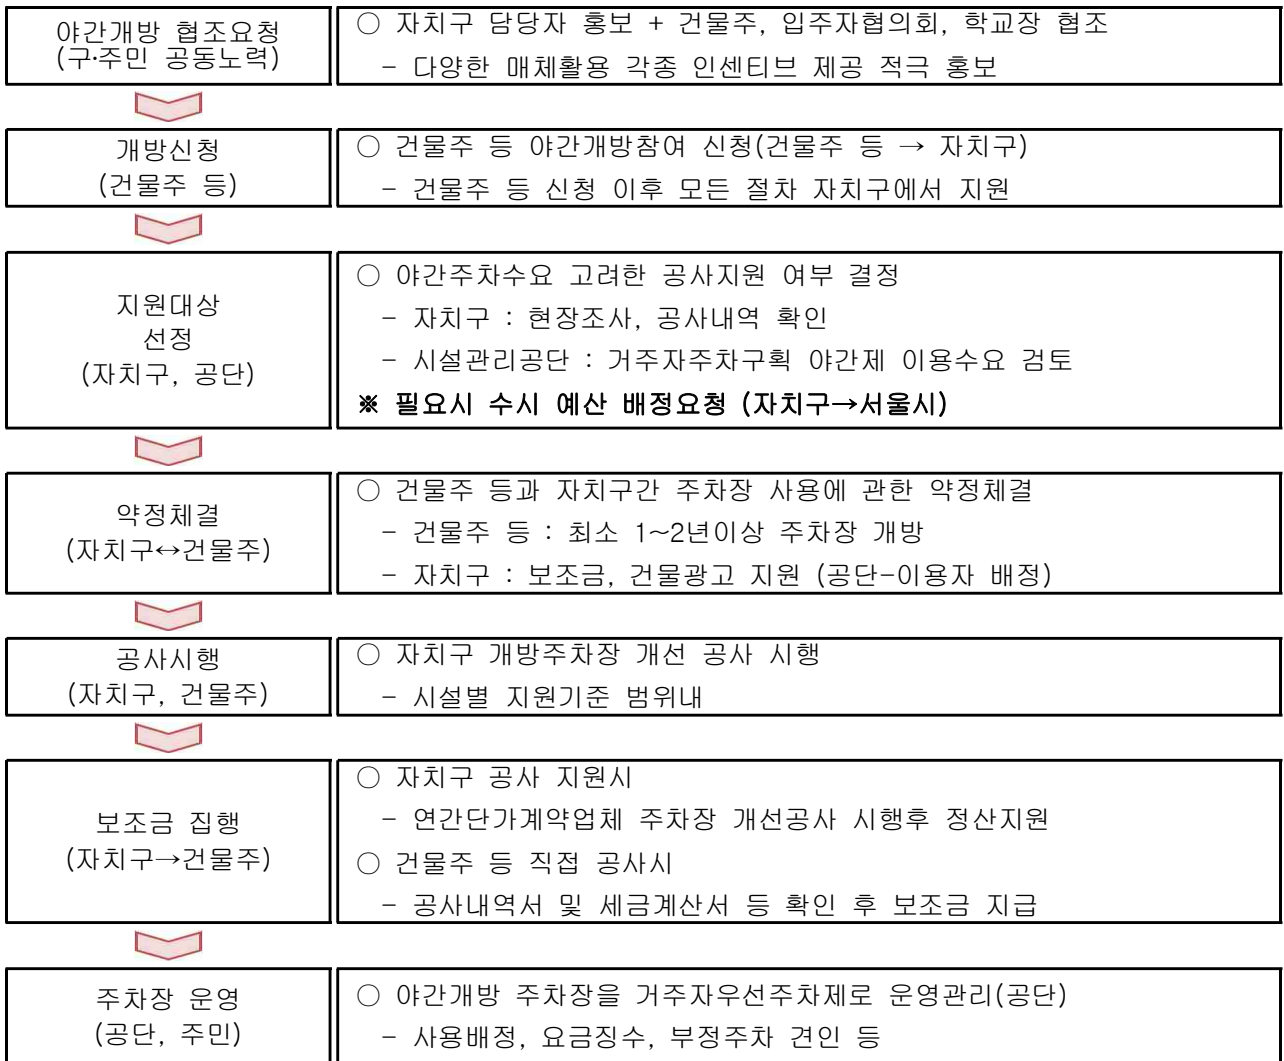 야간개방 협조요청
(구·주민 공동노력)
○ 자치구 담당자 홍보 + 건물주, 입주자협의회, 학교장 협조
- 다양한 매체활용 각종 인센티브 제공 적극 홍보
개방신청
(건물주 등)
○ 건물주 등 야간개방참여 신청(건물주 등 → 자치구)
- 건물주 등 신청 이후 모든 절차 자치구에서 지원
지원대상
선정
(자치구, 공단)
○ 야간주차수요 고려한 공사지원 여부 결정
- 자치구 : 현장조사, 공사내역 확인
- 시설관리공단 : 거주자주차구획 야간제 이용수요 검토
※ 필요시 수시 예산 배정요청 (자치구→서울시)
약정체결
(자치구↔건물주)
○ 건물주 등과 자치구간 주차장 사용에 관한 약정체결
- 건물주 등 : 최소 1~2년이상 주차장 개방
- 자치구 : 보조금, 건물광고 지원 (공단-이용자 배정)
공사시행
(자치구, 건물주)
○ 자치구 개방주차장 개선 공사 시행
- 시설별 지원기준 범위내
보조금 집행
(자치구→건물주)
○ 자치구 공사 지원시
- 연간단가계약업체 주차장 개선공사 시행후 정산지원
○ 건물주 등 직접 공사시
- 공사내역서 및 세금계산서 등 확인 후 보조금 지급
주차장 운영
(공단, 주민)
○ 야간개방 주차장을 거주자우선주차제로 운영관리(공단)
- 사용배정, 요금징수, 부정주차 견인 등